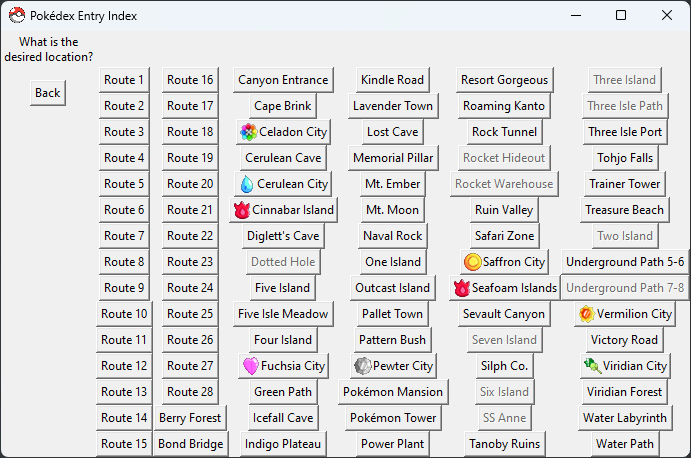 Pokédex Entry Index
What is the
desired location?
Back
Route 1 Route 16 Canyon Entrance Kindle Road Resort Gorgeous Three Island
Route 2 Route 17 Cape Brink Lavender Town Roaming Kanto Three Isle Path
Route 3 Route 18 Celadon City Lost Cave Rock Tunnel Three Isle Port
Route 4 Route 19 Cerulean Cave Memorial Pillar Rocket Hideout Tohjo Falls
Route 5 Route 20 Cerulean City Mt. Ember Rocket Warehouse Trainer Tower
Route 6 Route 21 Cinnabar Island Mt. Moon Ruin Valley Treasure Beach
Route 7 Route 22 Diglett's Cave Naval Rock Safari Zone Two Island
Route 8 Route 23 Dotted Hole One Island Saffron City Underground Path 5-6
Route 9 Route 24 Five Island Outcast Island Seafoam Islands Underground Path 7-8
Route 10 Route 25 Five Isle Meadow Pallet Town Sevault Canyon Vermilion City
Route 11 Route 26 Four Island Pattern Bush Seven Island Victory Road
Route 12 Route 27 Fuchsia City Pewter City Silph Co. Viridian City
Route 13 Route 28 Green Path Pokémon Mansion Six Island Viridian Forest
Route 14 Berry Forest Icefall Cave Pokémon Tower SS Anne Water Labyrinth
Route 15 Bond Bridge Indigo Plateau Power Plant Tanoby Ruins Water Path